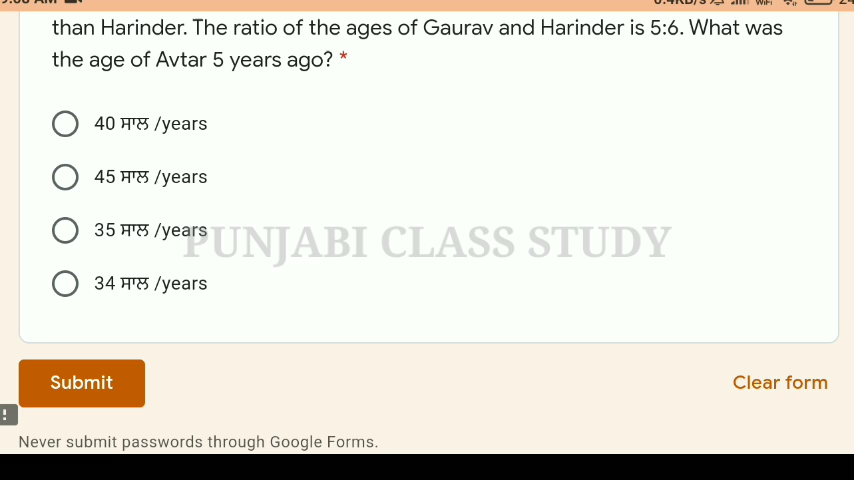 than Harinder. The ratio of the ages of Gaurav and Harinder is 5:6. What was
the age of Avtar 5 years ago? *
40 ਸਾਲ /years
45 ਸਾਲ /years
35 ਸਾਲ /years
PUNJABI CLASS STUDY
34 ਸਾਲ /years
Submit
Clear form
!
Never submit passwords through Google Forms.